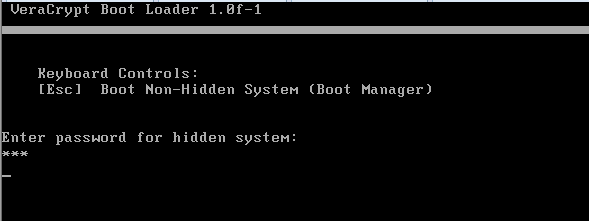 VeraCrypt Boot Loader 1.0f-1
Keyboard Controls:
[Esc]  Boot Non-Hidden System (Boot Manager)
Enter password for hidden system:
***
_